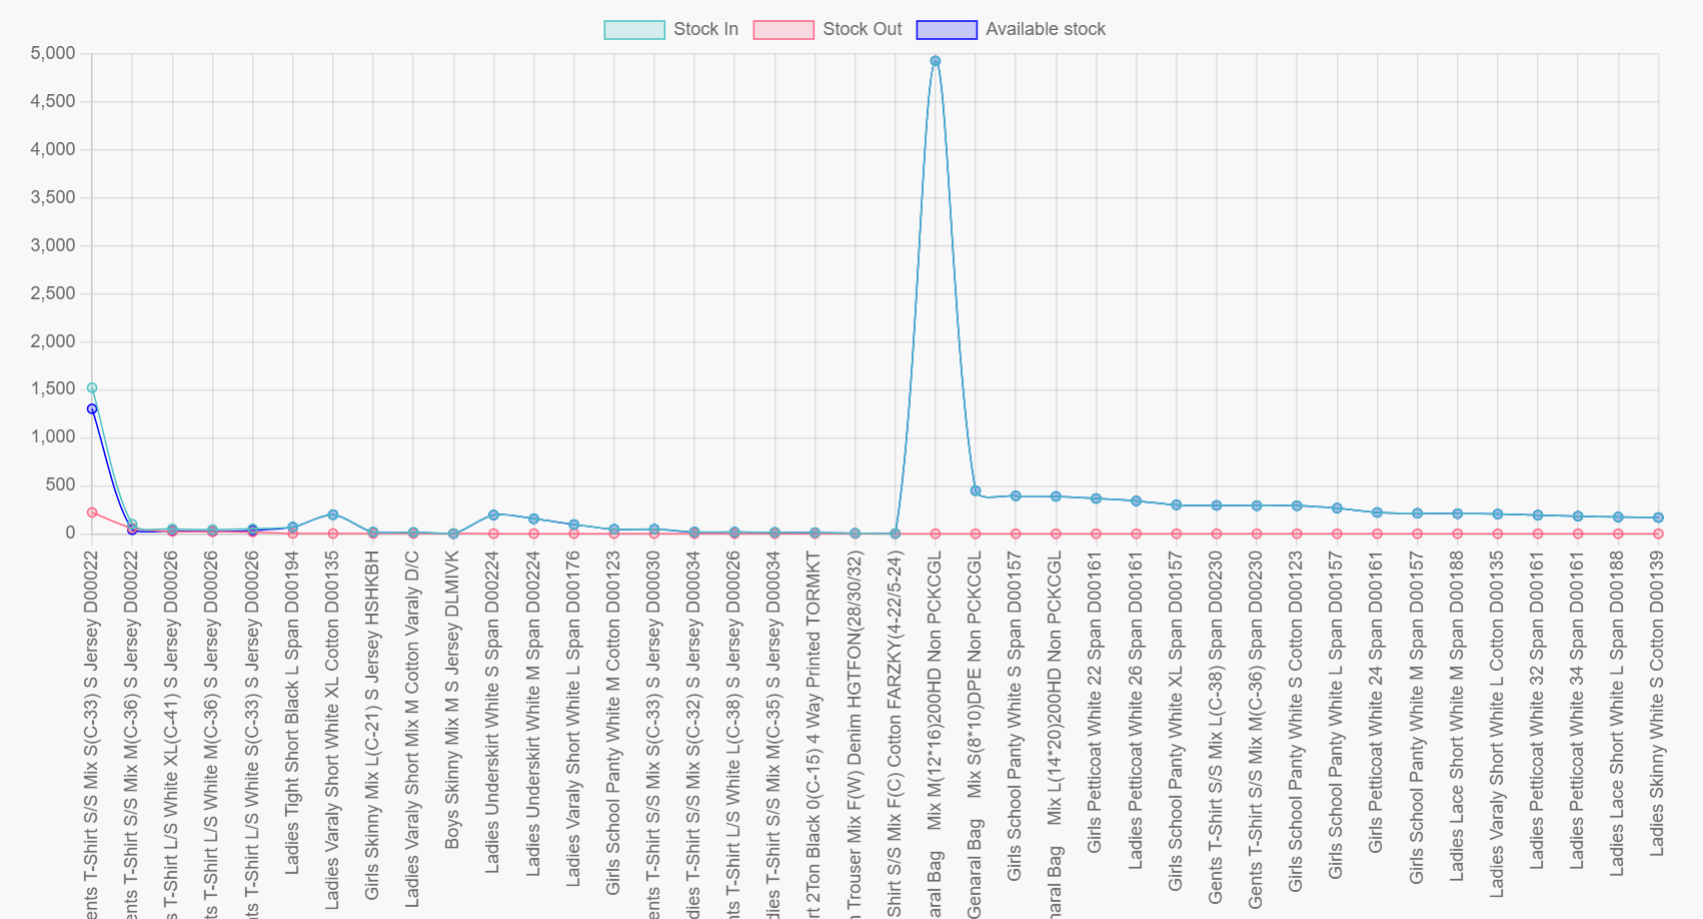 Stock In
Stock Out
Available stock
5,000
4,500
4,000
3,500
3,000
2,500
2,000
1,500
1,000
500
0
T-Shirt S/S Mix S(C-33) S Jersey D00022
T-Shirt S/S Mix M(C-36) S Jersey D00022
T-Shirt L/S White XL(C-41) S Jersey D00026
T-Shirt L/S White M(C-36) S Jersey D00026
T-Shirt L/S White S(C-33) S Jersey D00026
Ladies Tight Short Black L Span D00194
Ladies Varaly Short White XL Cotton D00135
Girls Skinny Mix L(C-21) S Jersey HSHKBH
Ladies Varaly Short Mix M Cotton Varaly D/C
Boys Skinny Mix M S Jersey DLMIVK
Ladies Underskirt White S Span D00224
Ladies Underskirt White M Span D00224
Ladies Varaly Short White L Span D00176
Girls School Panty White M Cotton D00123
T-Shirt S/S Mix S(C-33) S Jersey D00030
T-Shirt S/S Mix S(C-32) S Jersey D00034
T-Shirt L/S White L(C-38) S Jersey D00026
T-Shirt S/S Mix M(C-35) S Jersey D00034
2Ton Black 0(C-15) 4 Way Printed TORMKT
Trouser Mix F(W) Denim HGTFON(28/30/32)
Shirt S/S Mix F(C) Cotton FARZKY(4-22/5-24)
Bag Mix M(12*16)200HD Non PCKCGL
Genaral Bag Mix S(8*10)DPE Non PCKCGL
Girls School Panty White S Span D00157
Bag Mix L(14*20)200HD Non PCKCGL
Girls Petticoat White 22 Span D00161
Ladies Petticoat White 26 Span D00161
Girls School Panty White XL Span D00157
Gents T-Shirt S/S Mix L(C-38) Span D00230
Gents T-Shirt S/S Mix M(C-36) Span D00230
Girls School Panty White S Cotton D00123
Girls School Panty White L Span D00157
Girls Petticoat White 24 Span D00161
Girls School Panty White M Span D00157
Ladies Lace Short White M Span D00188
Ladies Varaly Short White L Cotton D00135
Ladies Petticoat White 32 Span D00161
Ladies Petticoat White 34 Span D00161
Ladies Lace Short White L Span D00188
Ladies Skinny White S Cotton D00139